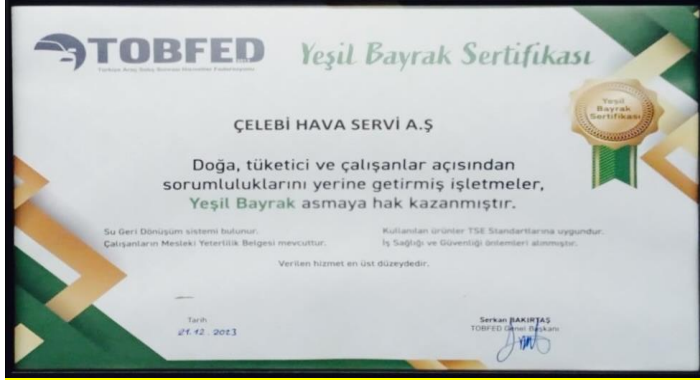 TOBFED
Yeşil Bayrak Sertifikası
Yeşil
Bayrak
Sertifikası
ÇELEBİ HAVA SERVİ A.Ş
Doğa, tüketici ve çalışanlar açısından
sorumluluklarını yerine getirmiş işletmeler,
Yeşil Bayrak asmaya hak kazanmıştır.
Su Geri Dönüşüm sistemi bulunur.
Çalışanların Mesleki Yeterlilik Belgesi mevcuttur.
Kullanılan ürünler TSE Standartlarına uygundur.
İş Sağlığı ve Güvenliği önlemleri alınmıştır.
Verilen hizmet en üst düzeydedir.
Tarih
21.12.2023
Serkan BAKIRTAŞ
TOBFED Genel Başkanı